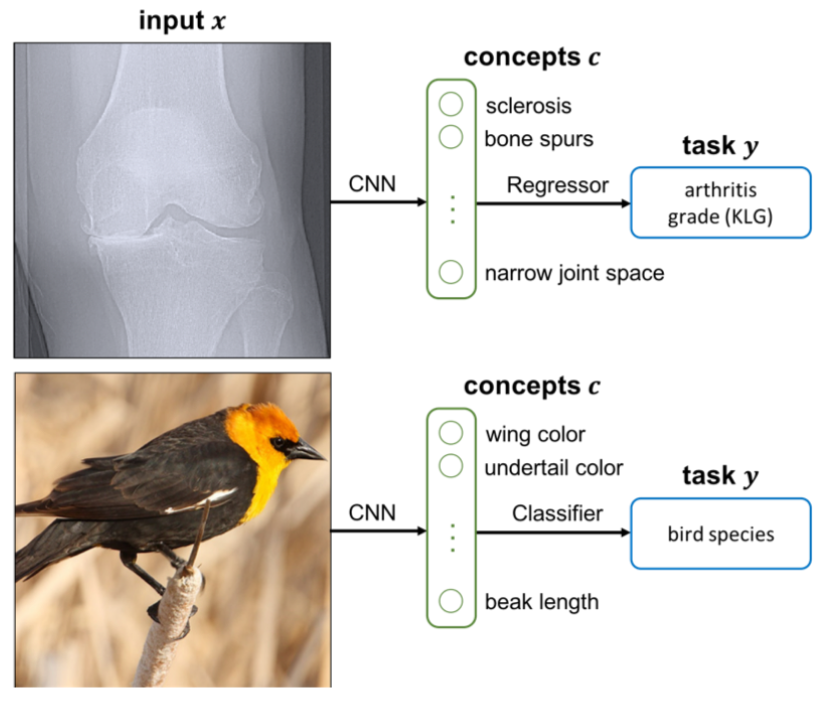 input x
concepts c
sclerosis
bone spurs
CNN
Regressor
narrow joint space
task y
arthritis
grade (KLG)
concepts c
wing color
undertail color
CNN
Classifier
beak length
task y
bird species